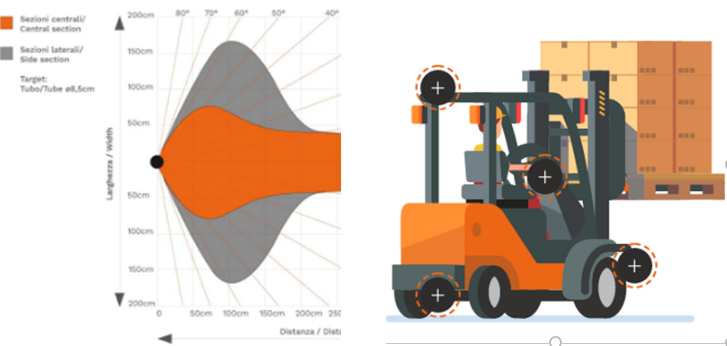 Sezioni centrali/
Central section
Sezioni laterali/
Side section
Target:
Tubo/Tube ø8,5cm
80°
70°
60°
50°
40°
200cm
150cm
100cm
50cm
50cm
100cm
150cm
200cm
Larghezza / Width
0
50cm
100cm
150cm
200cm
Distanza /